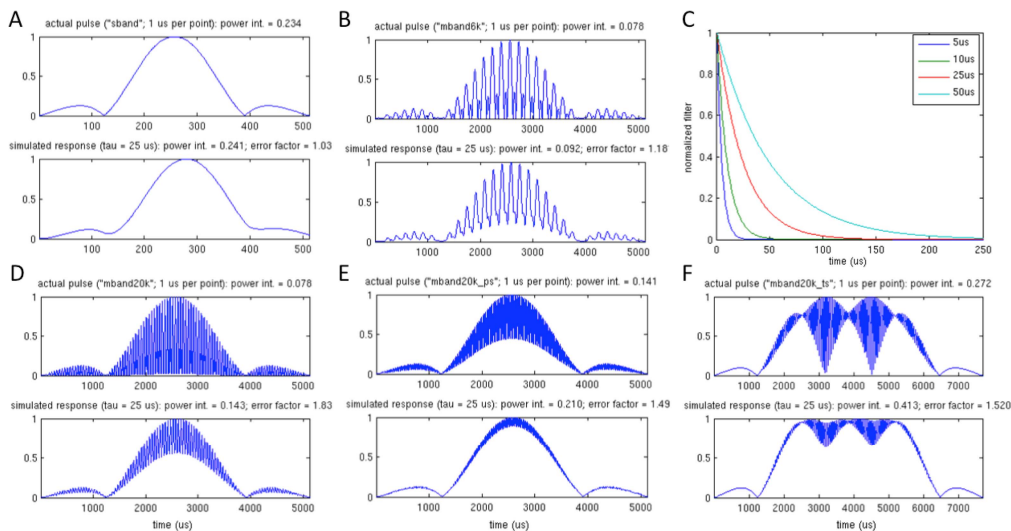 A
actual pulse ("sband"; 1 us per point): power int. = 0.234
1
0.5
0
100 200 300 400 500
simulated response (tau = 25 us): power int. = 0.241; error factor = 1.03
1
0.5
0
100 200 300 400 500
B
actual pulse ("mband6k"; 1 us per point): power int. = 0.078
1
0.5
0
1000 2000 3000 4000 5000
simulated response (tau = 25 us): power int. = 0.092; error factor = 1.18
1
0.5
0
1000 2000 3000 4000 5000
C
1
0.8
0.6
0.4
0.2
0
normalized filter
5us
10us
25us
50us
0 50 100 150 200 250
time (us)
D
actual pulse ("mband20k"; 1 us per point): power int. = 0.078
1
0.5
0
1000 2000 3000 4000 5000
simulated response (tau = 25 us): power int. = 0.143; error factor = 1.83
1
0.5
0
1000 2000 3000 4000 5000
time (us)
E
actual pulse ("mband20k_ps"; 1 us per point): power int. = 0.141
1
0.5
0
1000 2000 3000 4000 5000
simulated response (tau = 25 us): power int. = 0.210; error factor = 1.49
1
0.5
0
1000 2000 3000 4000 5000
time (us)
F
actual pulse ("mband20k_ts"; 1 us per point): power int. = 0.272
1
0.5
0
1000 2000 3000 4000 5000 6000 7000
simulated response (tau = 25 us): power int. = 0.413; error factor = 1.520
1
0.5
0
1000 2000 3000 4000 5000 6000 7000
time (us)